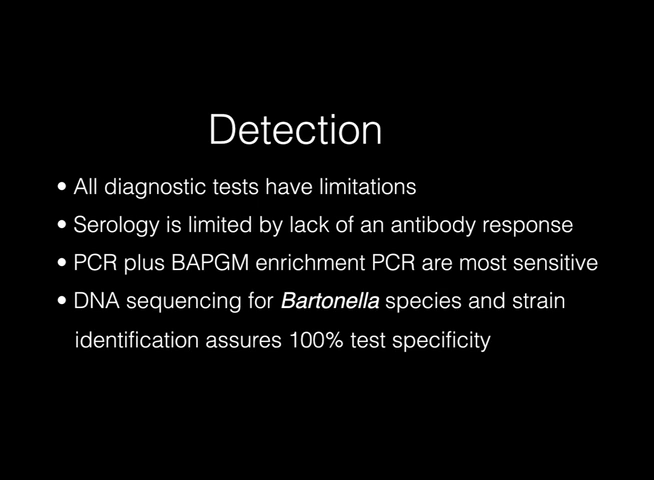 Detection
• All diagnostic tests have limitations
• Serology is limited by lack of an antibody response
• PCR plus BAPGM enrichment PCR are most sensitive
• DNA sequencing for Bartonella species and strain
identification assures 100% test specificity